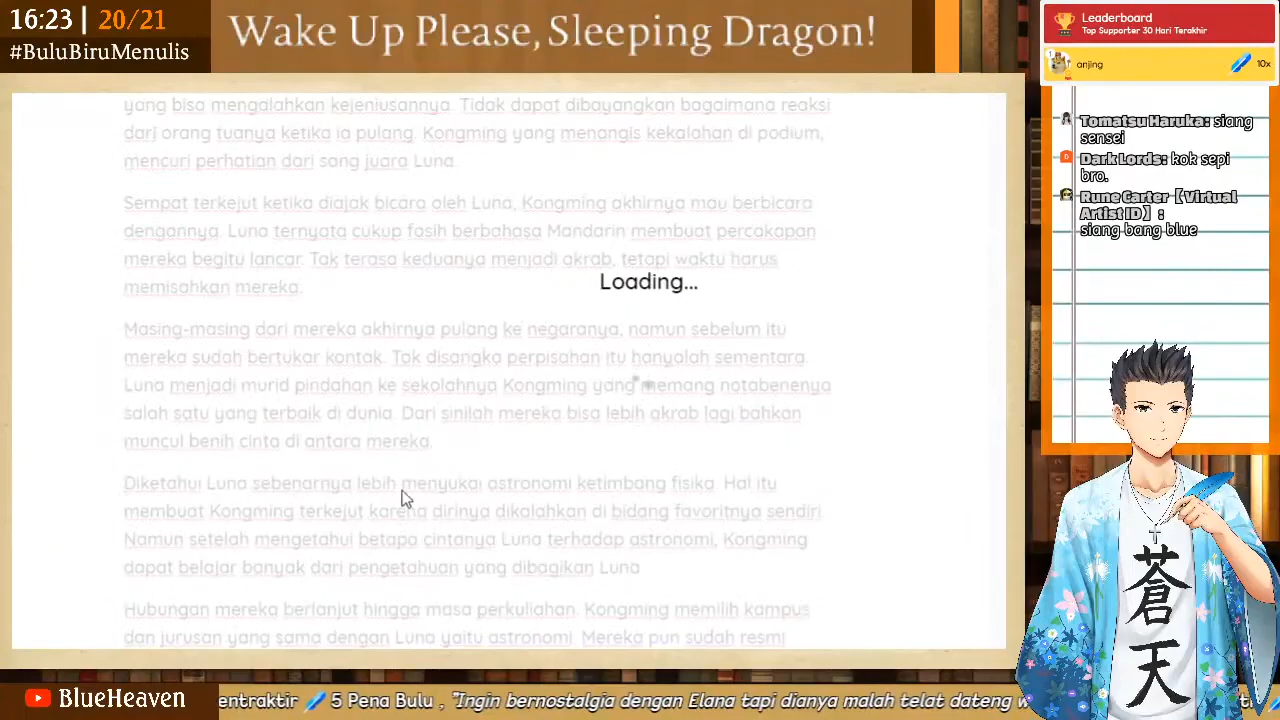 16:23 | 20/21
#BuluBiruMenulis
Wake Up Please, Sleeping Dragon!
Leaderboard
Top Supporter 30 Hari Terakhir
1
anjing
10x
yang bisa mengalahkan kejeniusannya. Tidak dapat dibayangkan bagaimana reaksi
dari orang tuanya ketika ia pulang. Kongming yang menangis kekalahan di podium,
mencuri perhatian dari sang juara Luna.
Sempat terkejut ketika diajak bicara oleh Luna, Kongming akhirnya mau berbicara
dengannya. Luna ternyata cukup fasih berbahasa Mandarin membuat percakapan
mereka begitu lancar. Tak terasa keduanya menjadi akrab, tetapi waktu harus
memisahkan mereka.
Loading...
Masing-masing dari mereka akhirnya pulang ke negaranya, namun sebelum itu
mereka sudah bertukar kontak. Tak disangka perpisahan itu hanyalah sementara.
Luna menjadi murid pindahan ke sekolahnya Kongming yang memang notabenenya
salah satu yang terbaik di dunia. Dari sinilah mereka bisa lebih akrab lagi bahkan
muncul benih cinta di antara mereka.
Diketahui Luna sebenarnya menyukai astronomi ketimbang fisika. Hal itu
membuat Kongming terkejut karena dirinya dikalahkan di bidang favoritnya sendiri.
Namun setelah mengetahui betapa cintanya Luna terhadap astronomi, Kongming
dapat belajar banyak dari pengetahuan yang dibagikan Luna
Hubungan mereka berlanjut hingga masa perkuliahan. Kongming memilih kampus
dan jurusan yang sama dengan Luna yaitu astronomi. Mereka pun sudah resmi
Tomatsu Haruka: siang
sensei
D
Dark Lords: kok sepi
bro.
Rune Carter【Virtual
Artist ID】:
siang bang blue
蒼
天
BlueHeaven
entraktir 5 Pena Bulu , "Ingin bernostalgia dengan Elana tapi dianya malah telat dateng